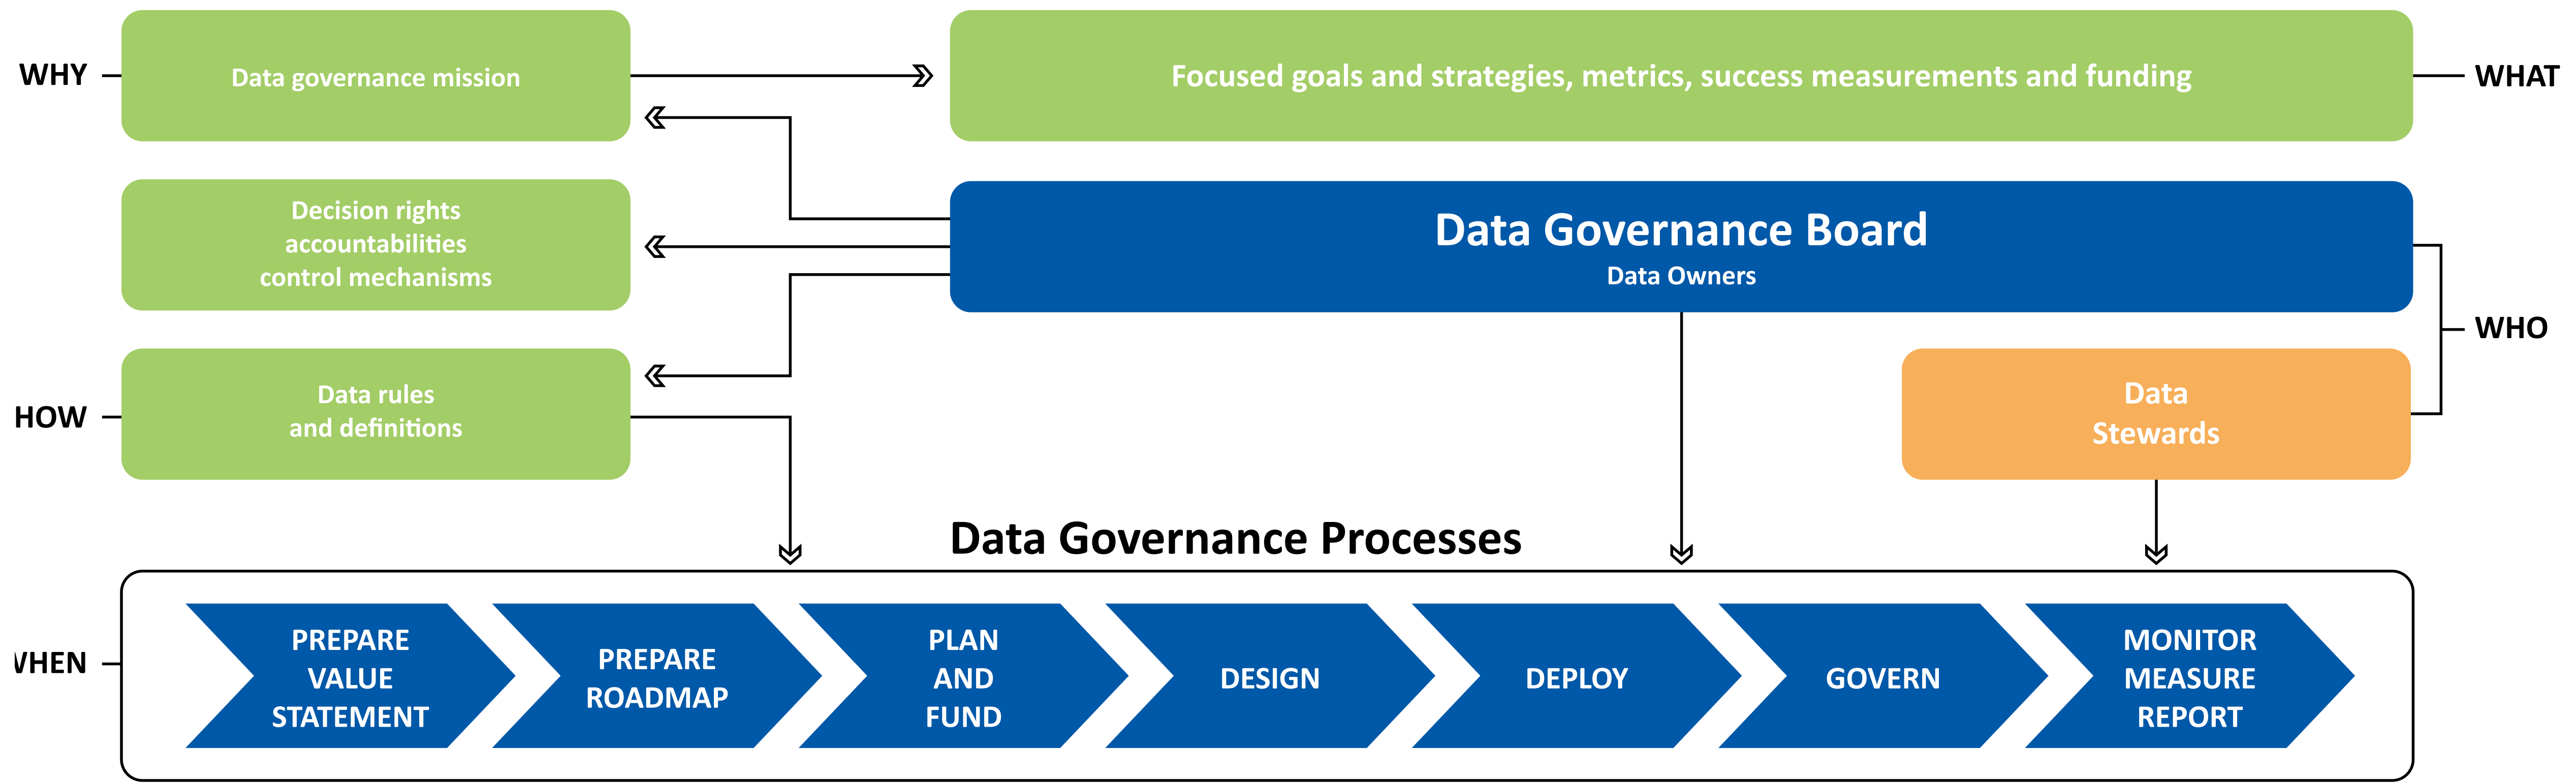 WHY
Data governance mission
Focused goals and strategies, metrics, success measurements and funding
WHAT
Decision rights
accountabilities
control mechanisms
Data Governance Board
Data Owners
WHO
HOW
Data rules
and definitions
Data
Stewards
Data Governance Processes
WHEN
PREPARE
VALUE
STATEMENT
PREPARE
ROADMAP
PLAN
AND
FUND
DESIGN
DEPLOY
GOVERN
MONITOR
MEASURE
REPORT